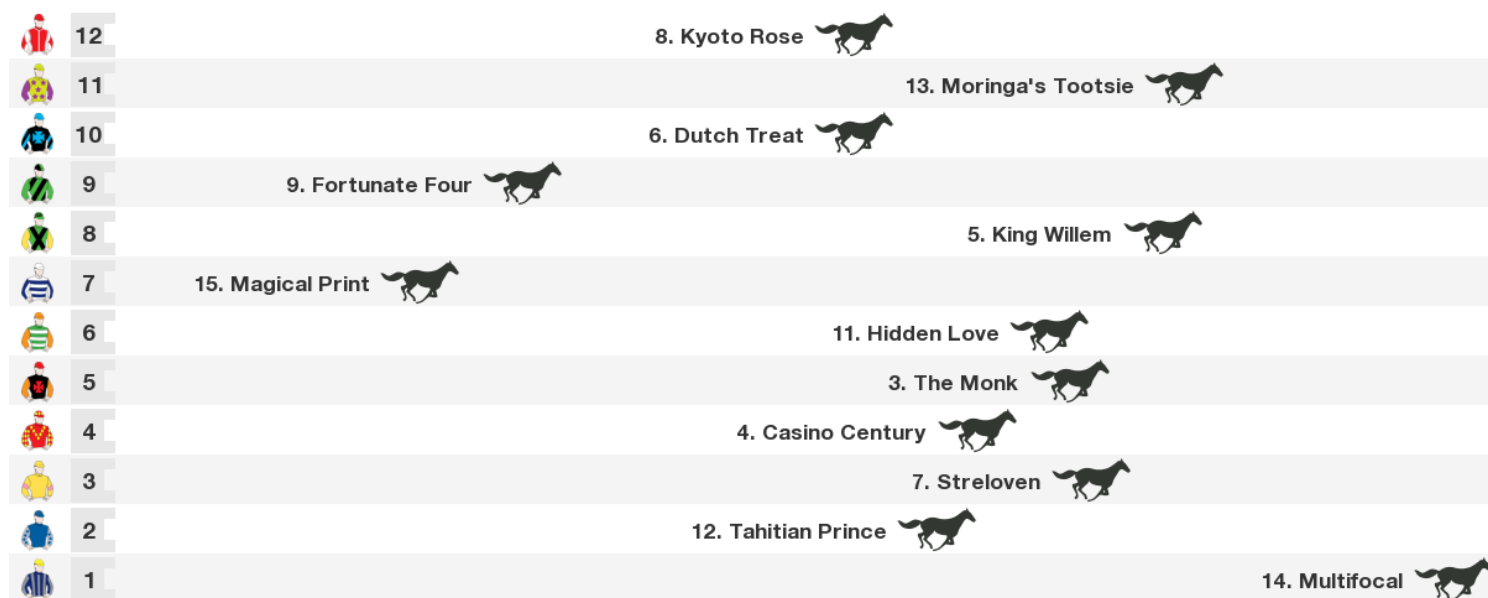 12 8. Kyoto Rose
11 13. Moringa's Tootsie
10 6. Dutch Treat
9 9. Fortunate Four
8 5. King Willem
7 15. Magical Print
6 11. Hidden Love
5 3. The Monk
4 4. Casino Century
3 7. Streloven
2 12. Tahitian Prince
1 14. Multifocal